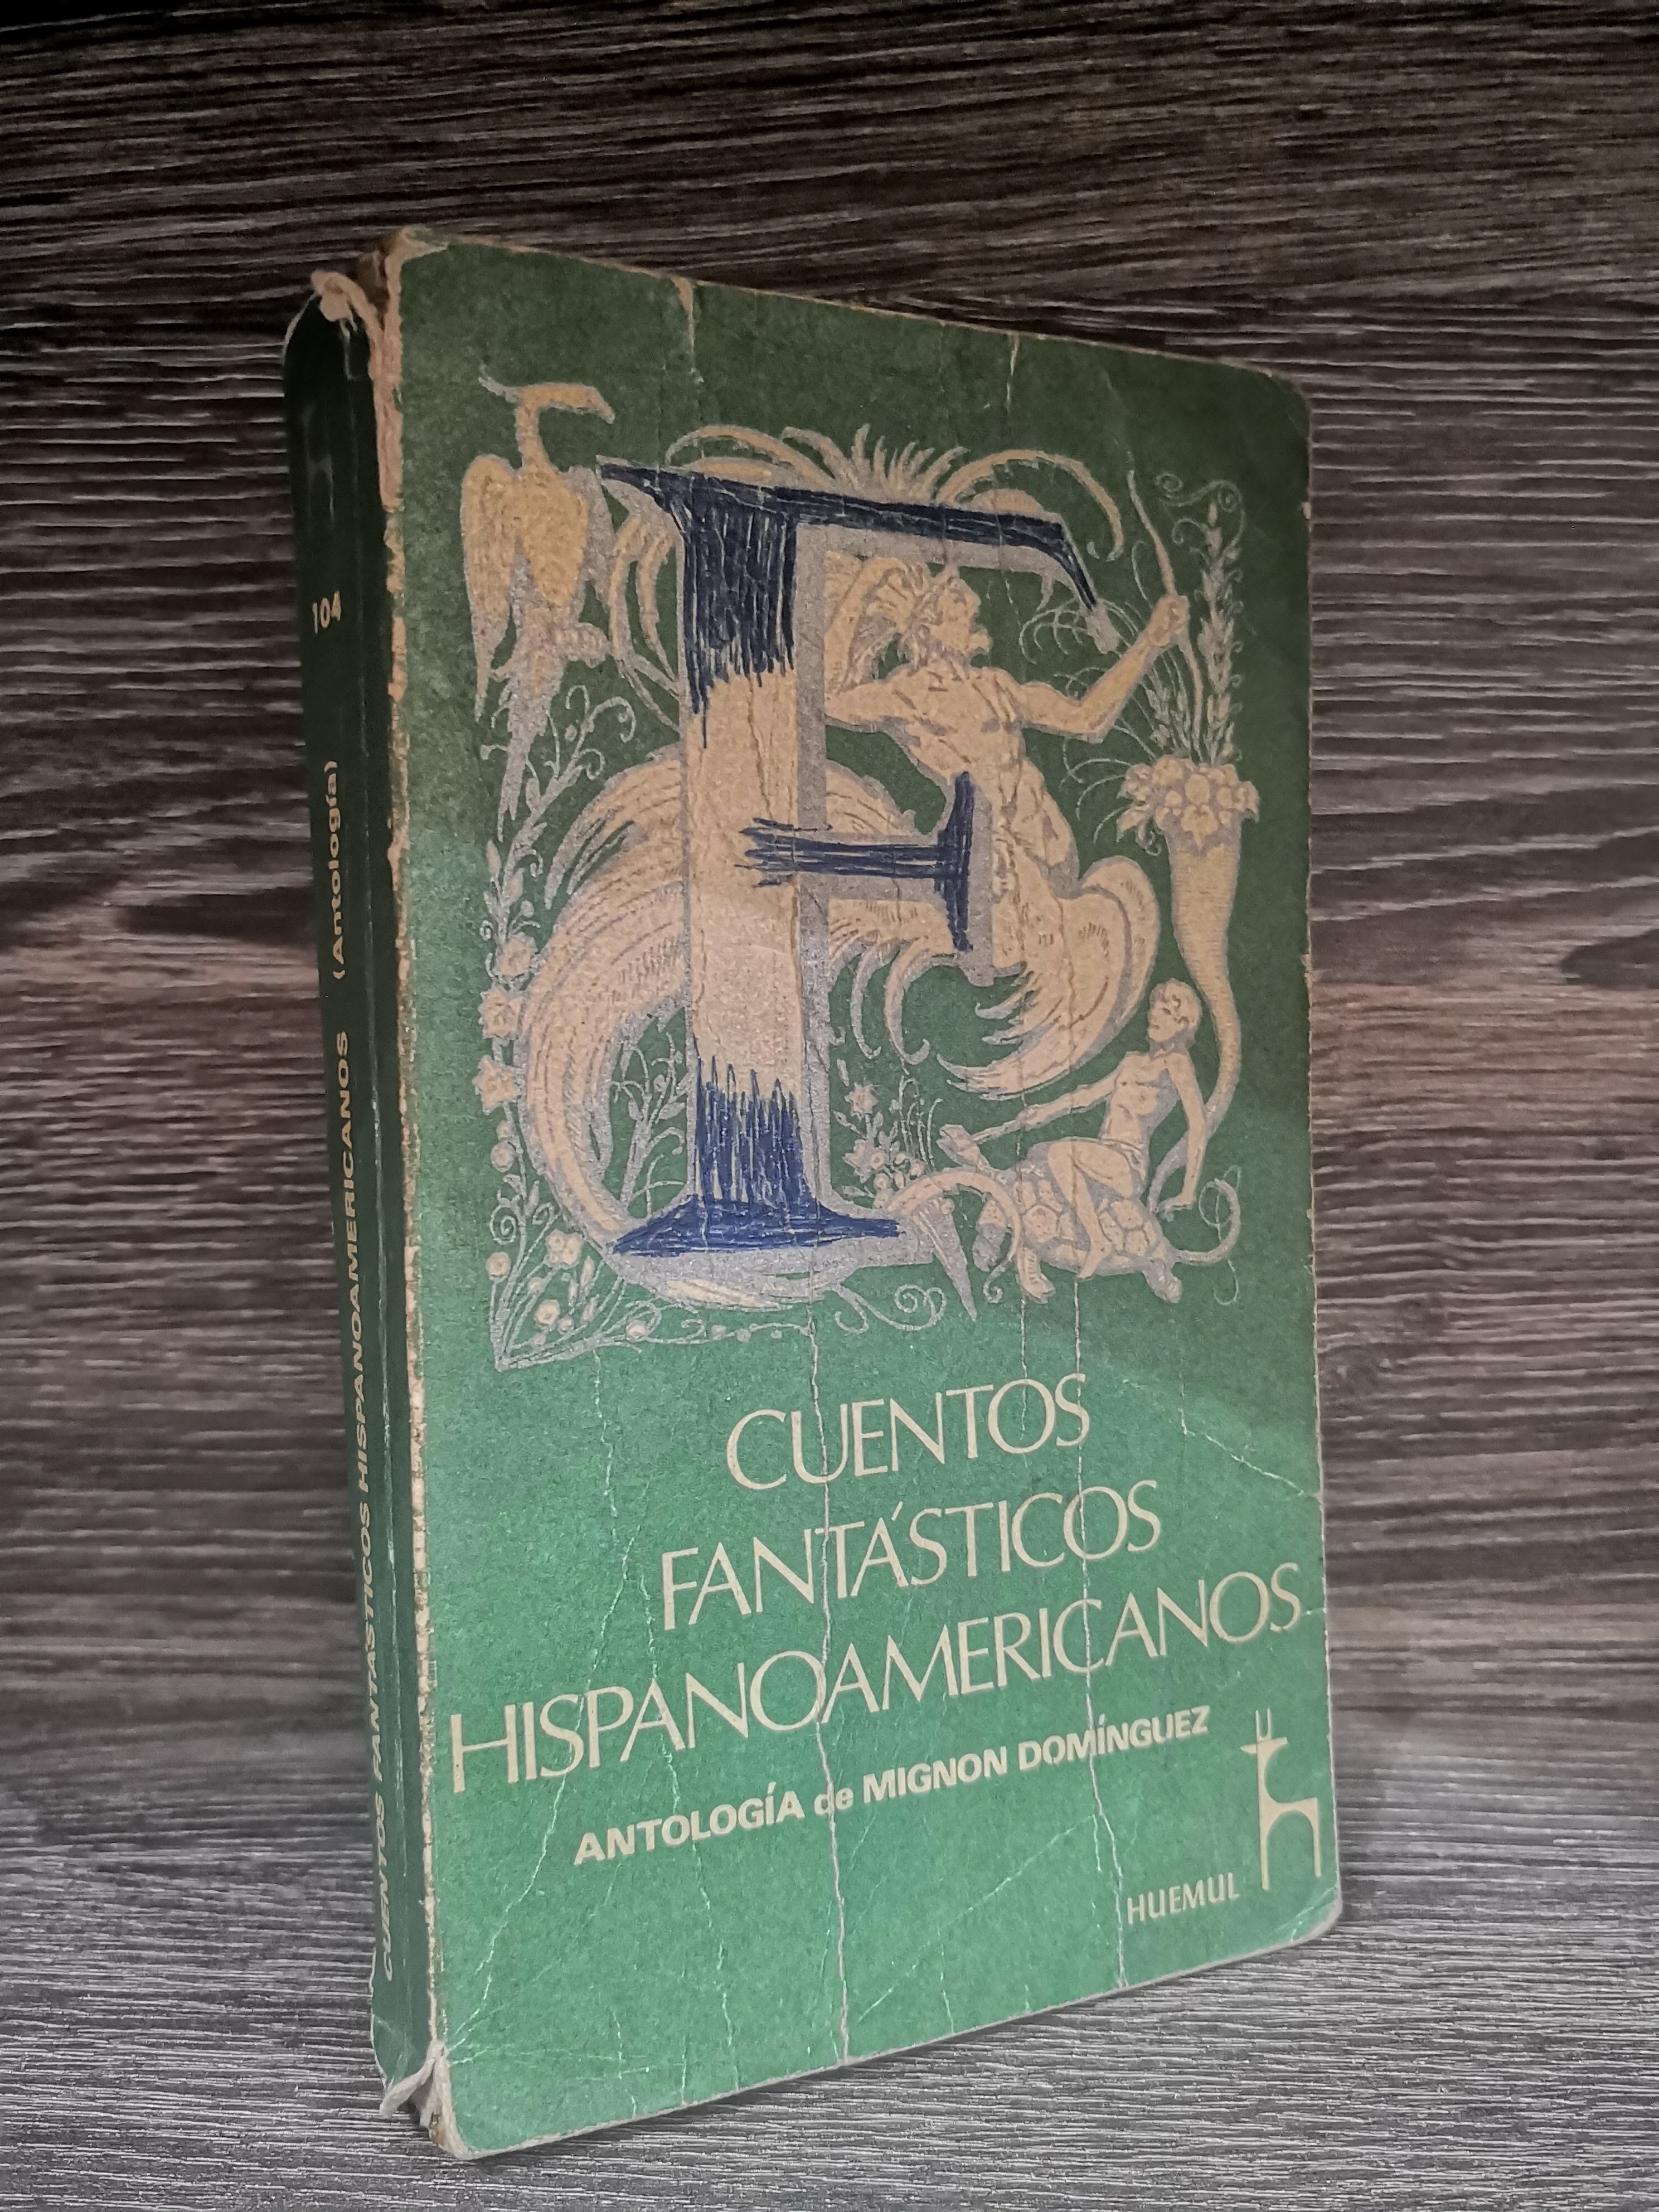 104
CUENTOS FANTÁSTICOS HISPANOAMERICANOS (Antología)
F
CUENTOS
FANTÁSTICOS
HISPANOAMERICANOS
ANTOLOGÍA de MIGNON DOMÍNGUEZ
HUEMUL